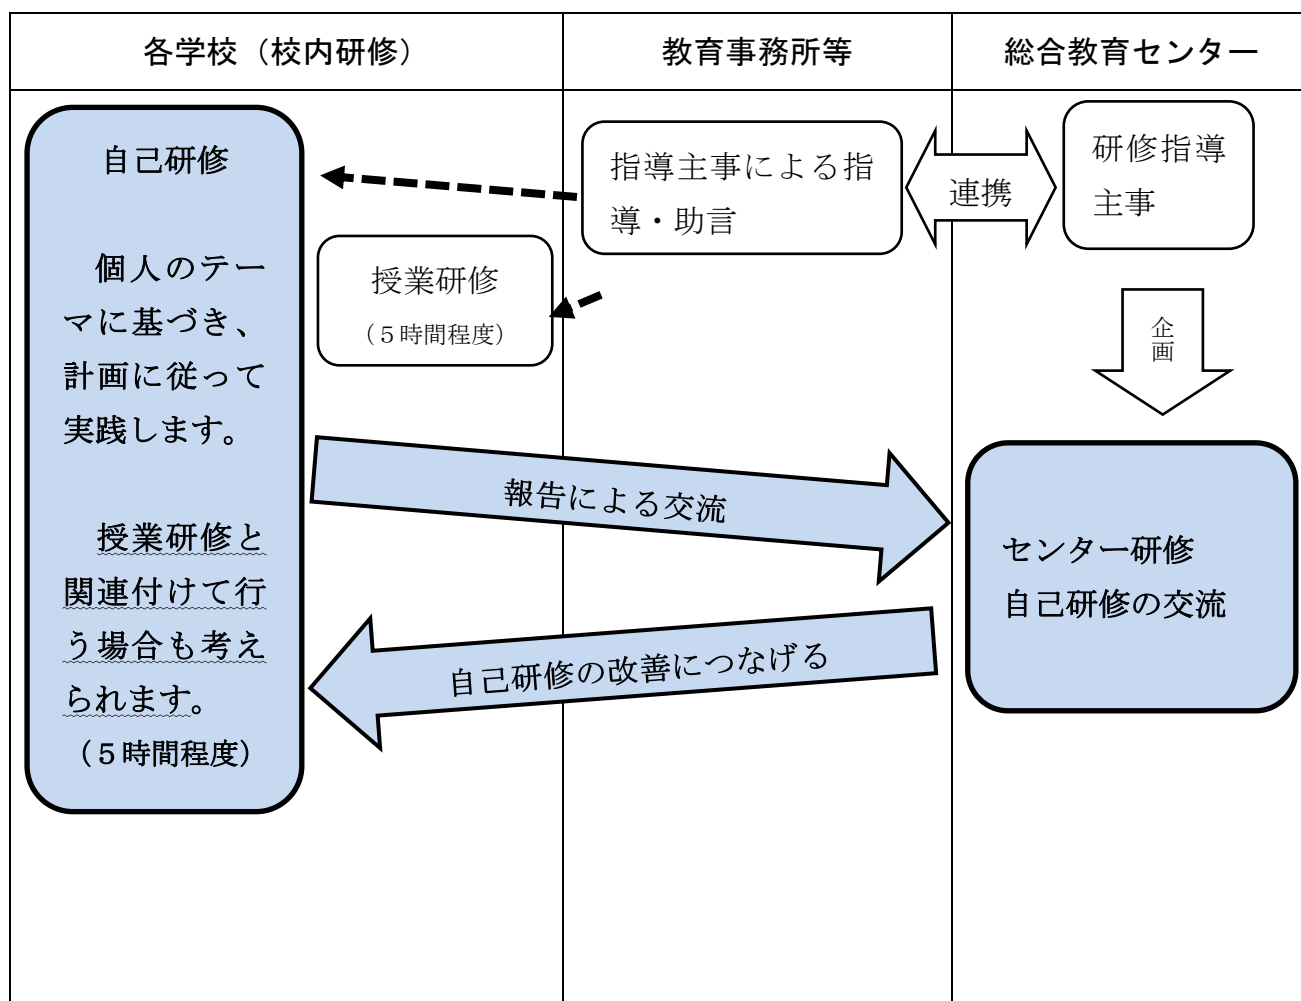 各学校（校内研修）
教育事務所等
総合教育センター
自己研修
個人のテー
マに基づき、
計画に従って
実践します。
授業研修と
関連付けて行
う場合も考え
られます。
（５時間程度）
授業研修
（５時間程度）
指導主事による指
導・助言
連携
研修指導
主事
企
画
報告による交流
センター研修
自己研修の交流
自己研修の改善につなげる